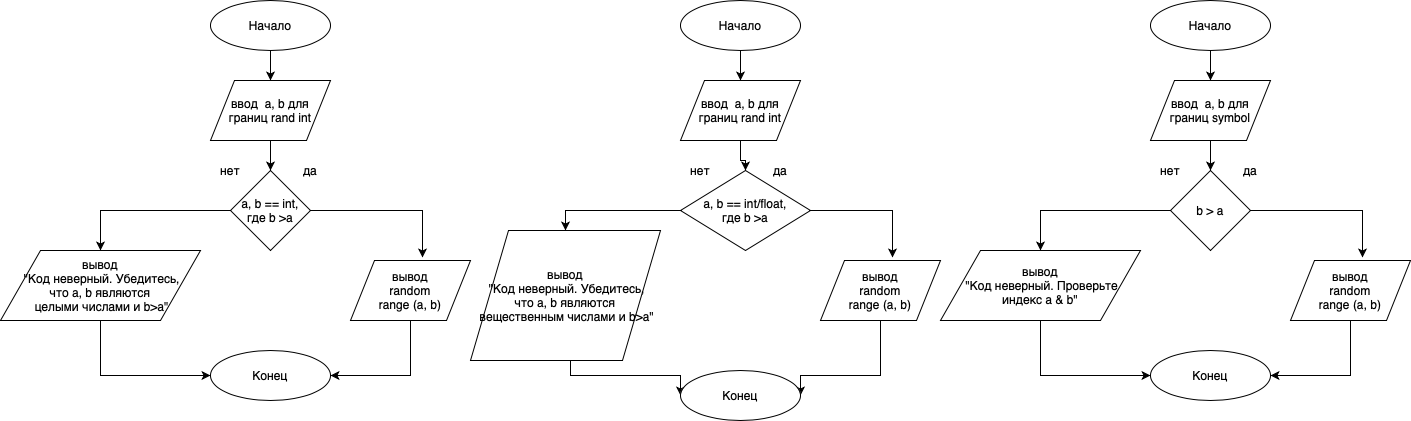 Начало
ввод a, b для
границ rand int
нет
да
a, b == int,
где b >a
вывод
"Код неверный. Убедитесь,
что a, b являются
целыми числами и b>a"
вывод
random
range (a, b)
Конец
Начало
ввод a, b для
границ rand int
нет
да
a, b == int/float,
где b >a
вывод
"Код неверный. Убедитесь
что a, b являются
вещественным числами и b>a"
вывод
random
range (a, b)
Конец
Начало
ввод a, b для
границ symbol
нет
да
b > a
вывод
"Код неверный. Проверьте
индекс a & b"
вывод
random
range (a, b)
Конец